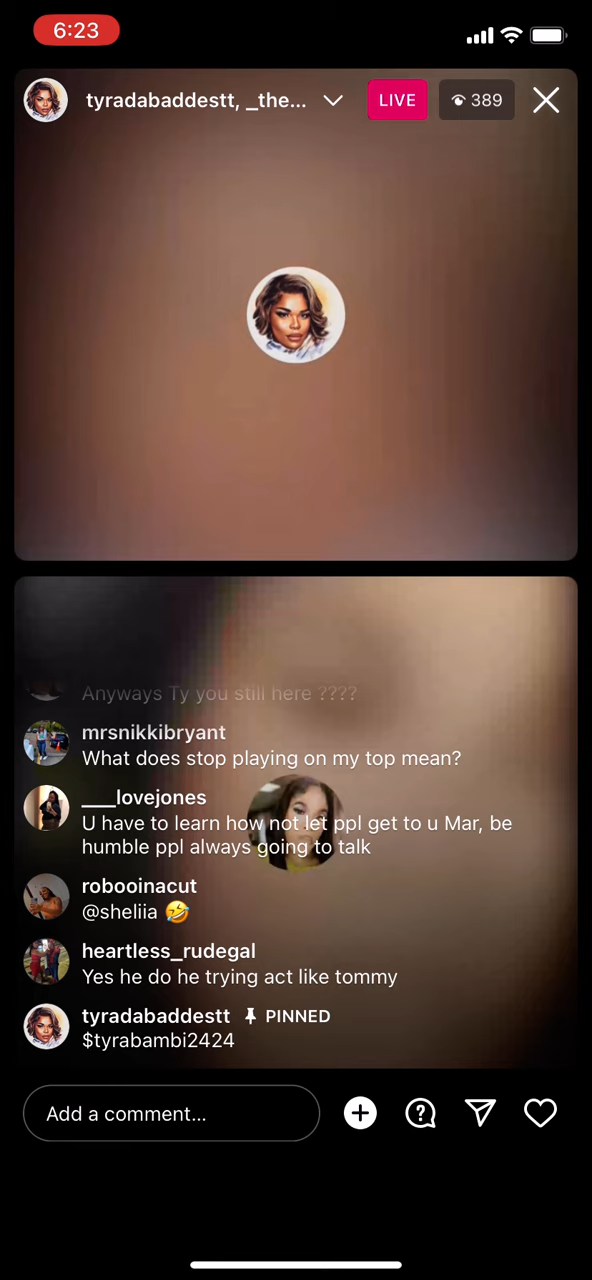 6:23
tyradabaddestt, _the...
LIVE
389
Anyways Ty you still here ????
mrsnikkibryant
What does stop playing on my top mean?
___lovejones
U have to learn how not let ppl get to u Mar, be
humble ppl always going to talk
robooinacut
@sheliia 🤣
heartless_rudegal
Yes he do he trying act like tommy
tyradabaddestt PINNED
$tyrabambi2424
Add a comment...